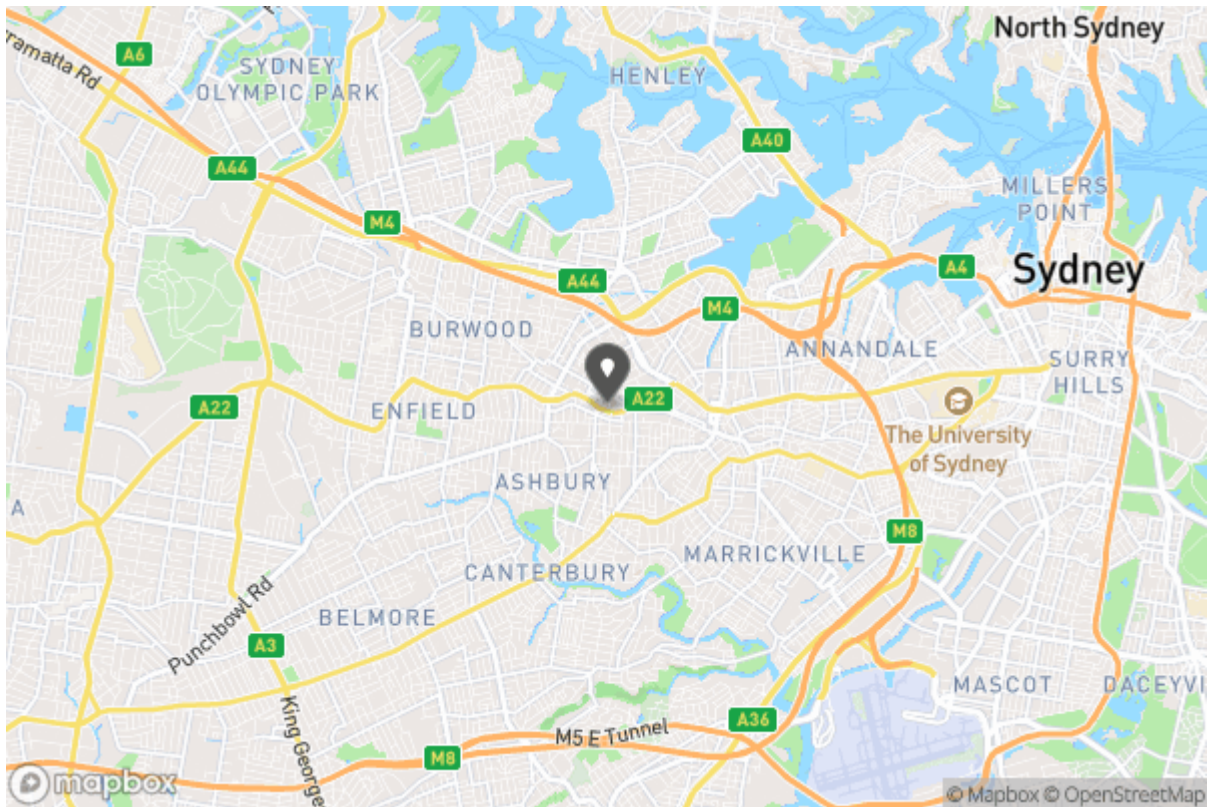 North Sydney
A6
rramatta Rd
SYDNEY
OLYMPIC PARK
HENLEY
A40
A44
MILLERS
POINT
M4
A44
A4
Sydney
M4
BURWOOD
ANNANDALE
SURRY
HILLS
A22
A22
ENFIELD
The University
of Sydney
ASHBURY
A
M8
MARRICKVILLE
CANTERBURY
BELMORE
Punchbowl Rd
A3
MASCOT
DACEYVI
King George
A36
M5 E Tunnel
M8
mapbox
© Mapbox © OpenStreetMap